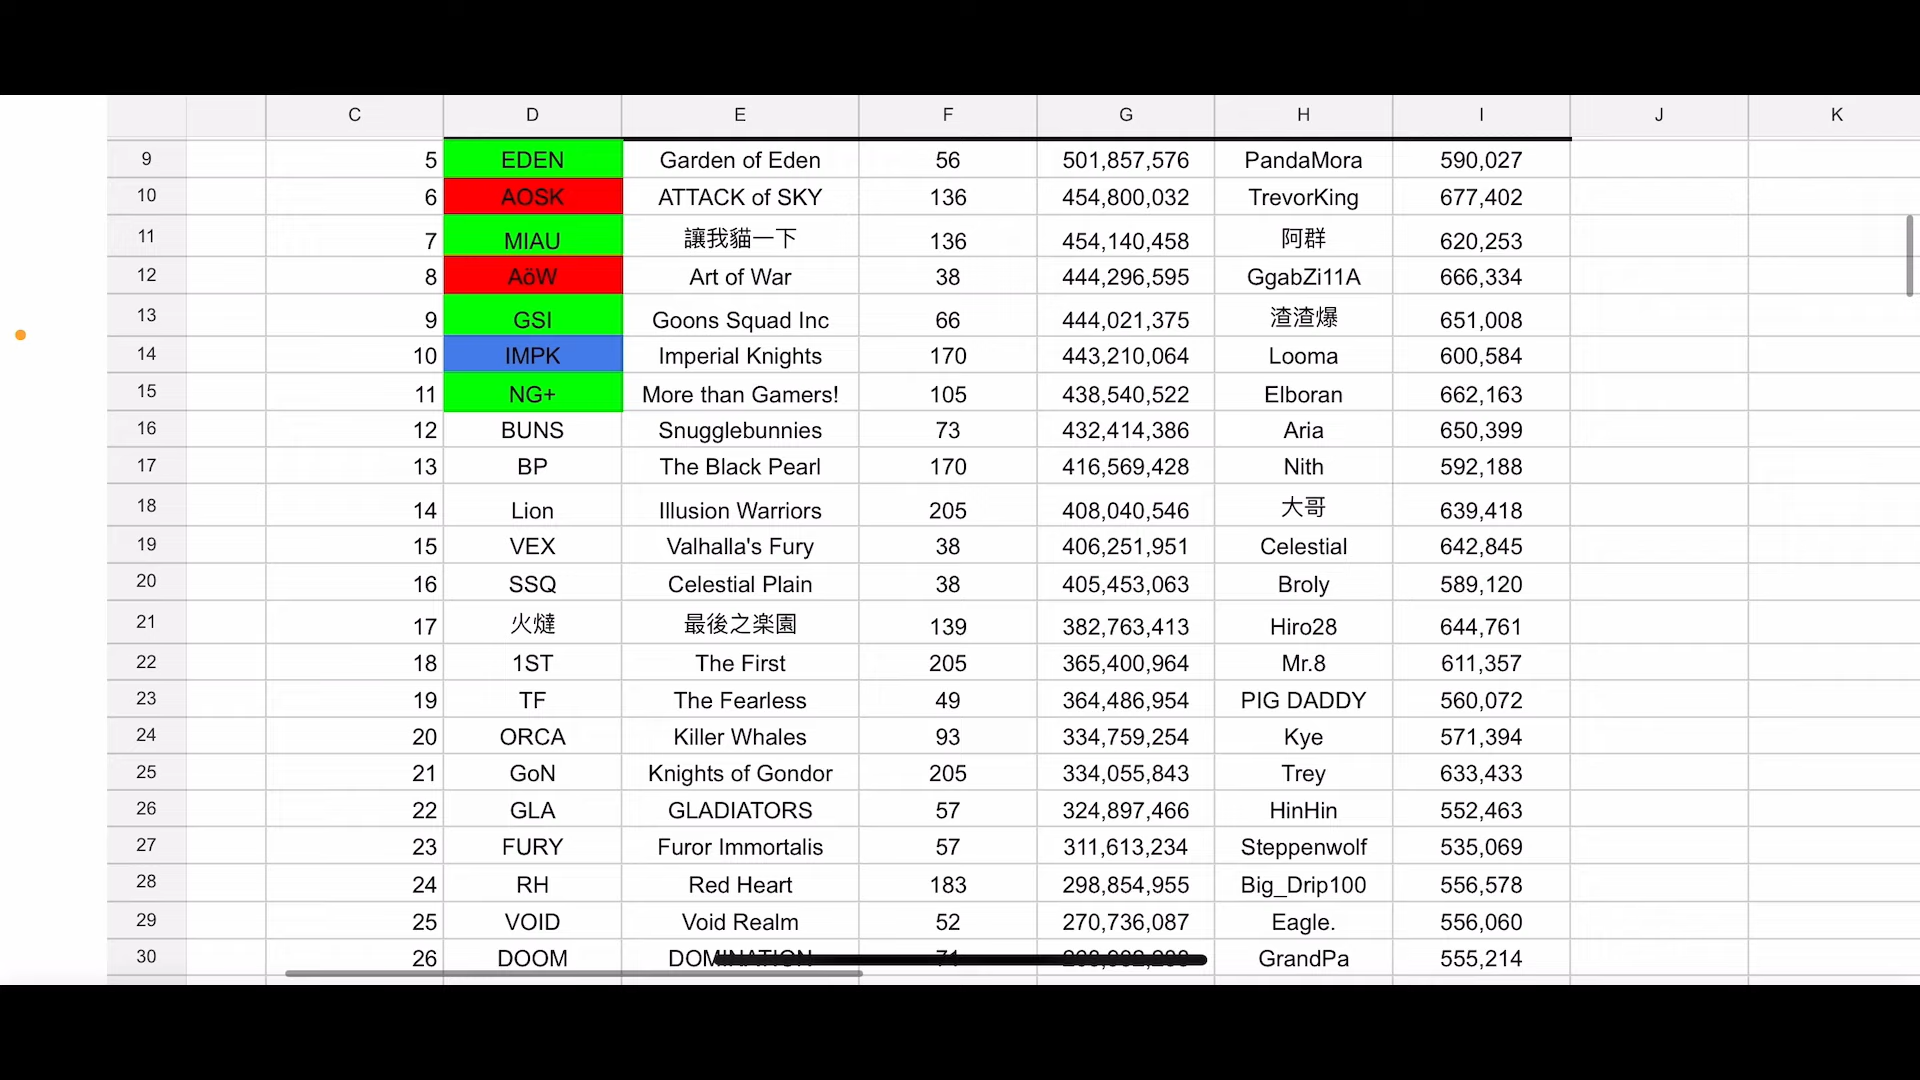 C D E F G H I J K
9 5 EDEN Garden of Eden 56 501,857,576 PandaMora 590,027
10 6 AOSK ATTACK of SKY 136 454,800,032 TrevorKing 677,402
11 7 MIAU 讓我貓一下 136 454,140,458 阿群 620,253
12 8 AöW Art of War 38 444,296,595 GgabZi11A 666,334
13 9 GSI Goons Squad Inc 66 444,021,375 渣渣爆 651,008
14 10 IMPK Imperial Knights 170 443,210,064 Looma 600,584
15 11 NG+ More than Gamers! 105 438,540,522 Elboran 662,163
16 12 BUNS Snugglebunnies 73 432,414,386 Aria 650,399
17 13 BP The Black Pearl 170 416,569,428 Nith 592,188
18 14 Lion Illusion Warriors 205 408,040,546 大哥 639,418
19 15 VEX Valhalla's Fury 38 406,251,951 Celestial 642,845
20 16 SSQ Celestial Plain 38 405,453,063 Broly 589,120
21 17 火燵 最後之楽園 139 382,763,413 Hiro28 644,761
22 18 1ST The First 205 365,400,964 Mr.8 611,357
23 19 TF The Fearless 49 364,486,954 PIG DADDY 560,072
24 20 ORCA Killer Whales 93 334,759,254 Kye 571,394
25 21 GoN Knights of Gondor 205 334,055,843 Trey 633,433
26 22 GLA GLADIATORS 57 324,897,466 HinHin 552,463
27 23 FURY Furor Immortalis 57 311,613,234 Steppenwolf 535,069
28 24 RH Red Heart 183 298,854,955 Big_Drip100 556,578
29 25 VOID Void Realm 52 270,736,087 Eagle. 556,060
30 26 DOOM DOMINATION 71 GrandPa 555,214